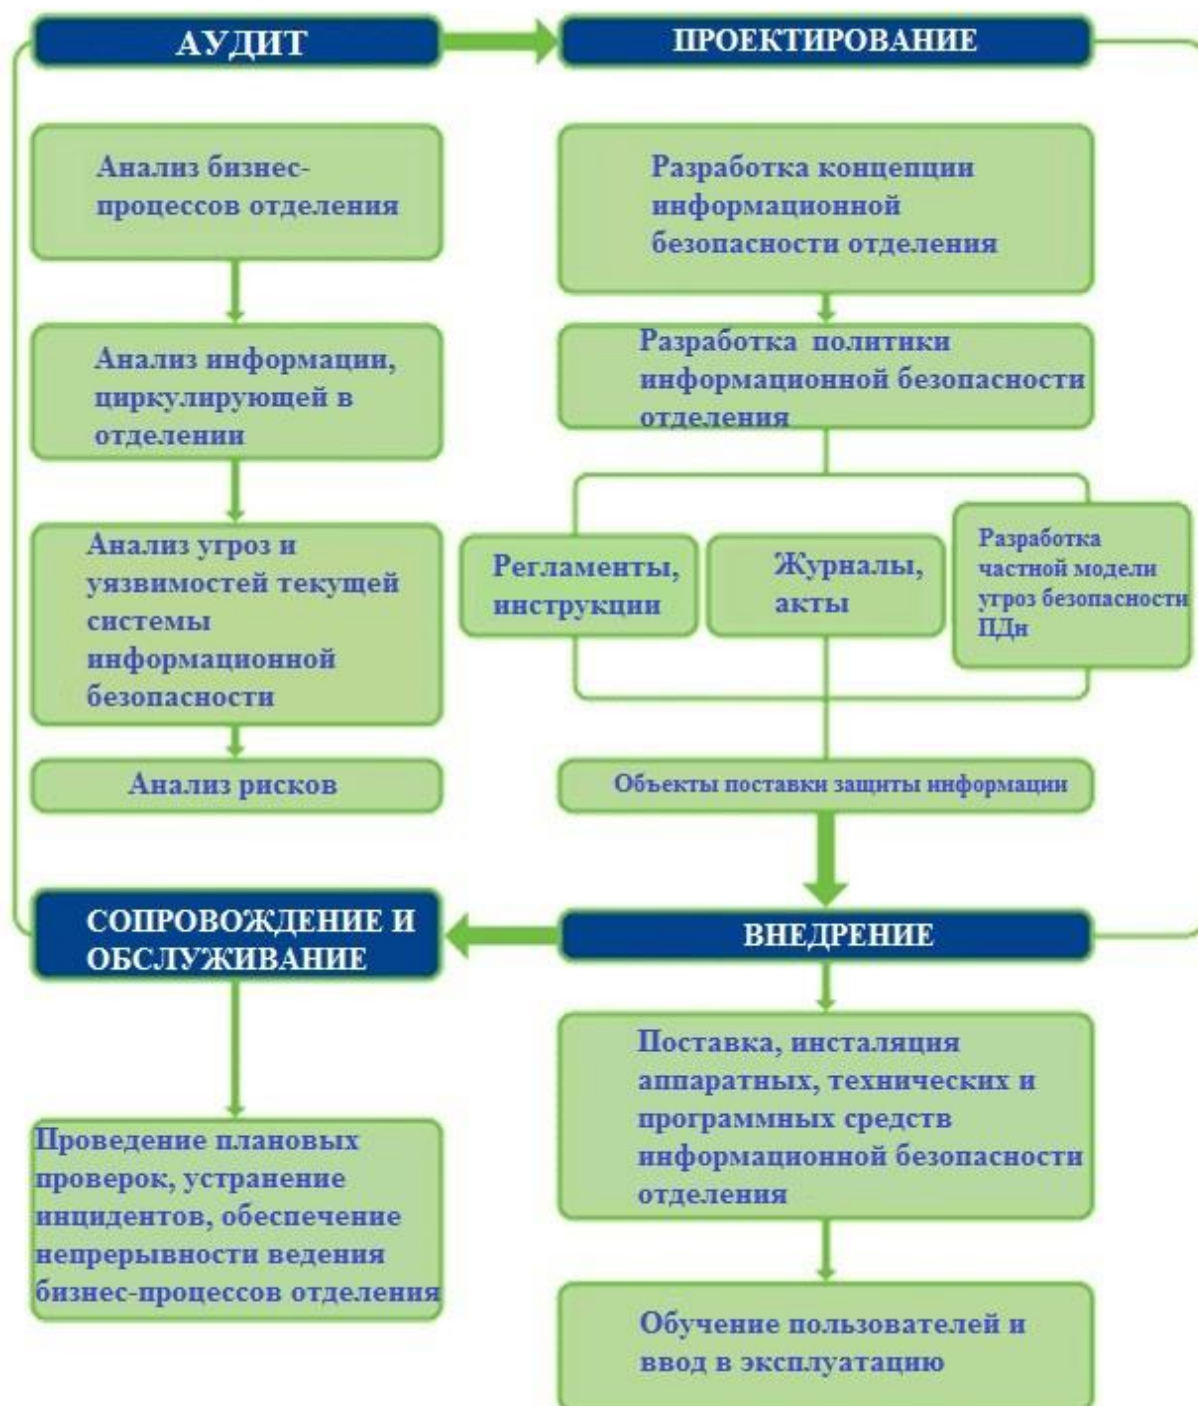 АУДИТ
ПРОЕКТИРОВАНИЕ
Анализ бизнес-
процессов отделения
Анализ информации,
циркулирующей в
отделении
Анализ угроз и
уязвимостей текущей
системы
информационной
безопасности
Анализ рисков
Разработка концепции
информационной
безопасности отделения
Разработка политики
информационной безопасности
отделения
Регламенты,
инструкции
Журналы,
акты
Разработка
частной модели
угроз безопасности
ПДн
Объекты поставки защиты информации
СОПРОВОЖДЕНИЕ И
ОБСЛУЖИВАНИЕ
ВНЕДРЕНИЕ
Проведение плановых
проверок, устранение
инцидентов, обеспечение
непрерывности ведения
бизнес-процессов отделения
Поставка, инсталяция
аппаратных, технических и
программных средств
информационной безопасности
отделения
Обучение пользователей и
ввод в эксплуатацию